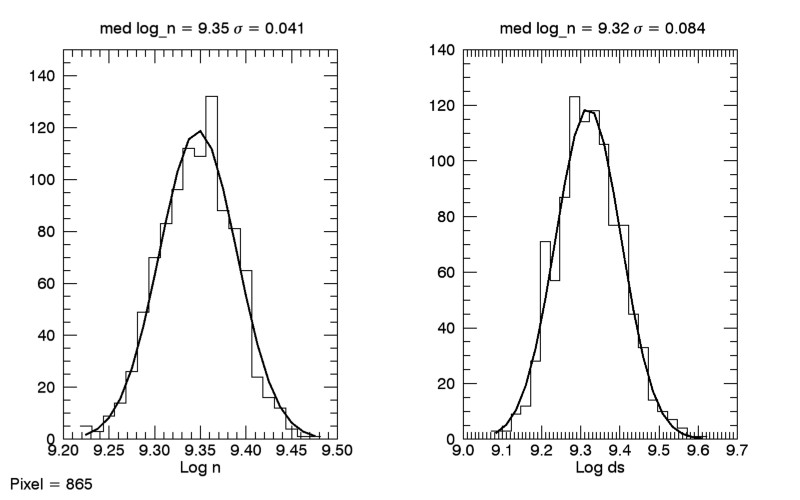 med log_n = 9.35 σ = 0.041
140
120
100
80
60
40
20
0
9.20 9.25 9.30 9.35 9.40 9.45 9.50
Log n
med log_n = 9.32 σ = 0.084
140
120
100
80
60
40
20
0
9.0 9.1 9.2 9.3 9.4 9.5 9.6 9.7
Log ds
Pixel = 865